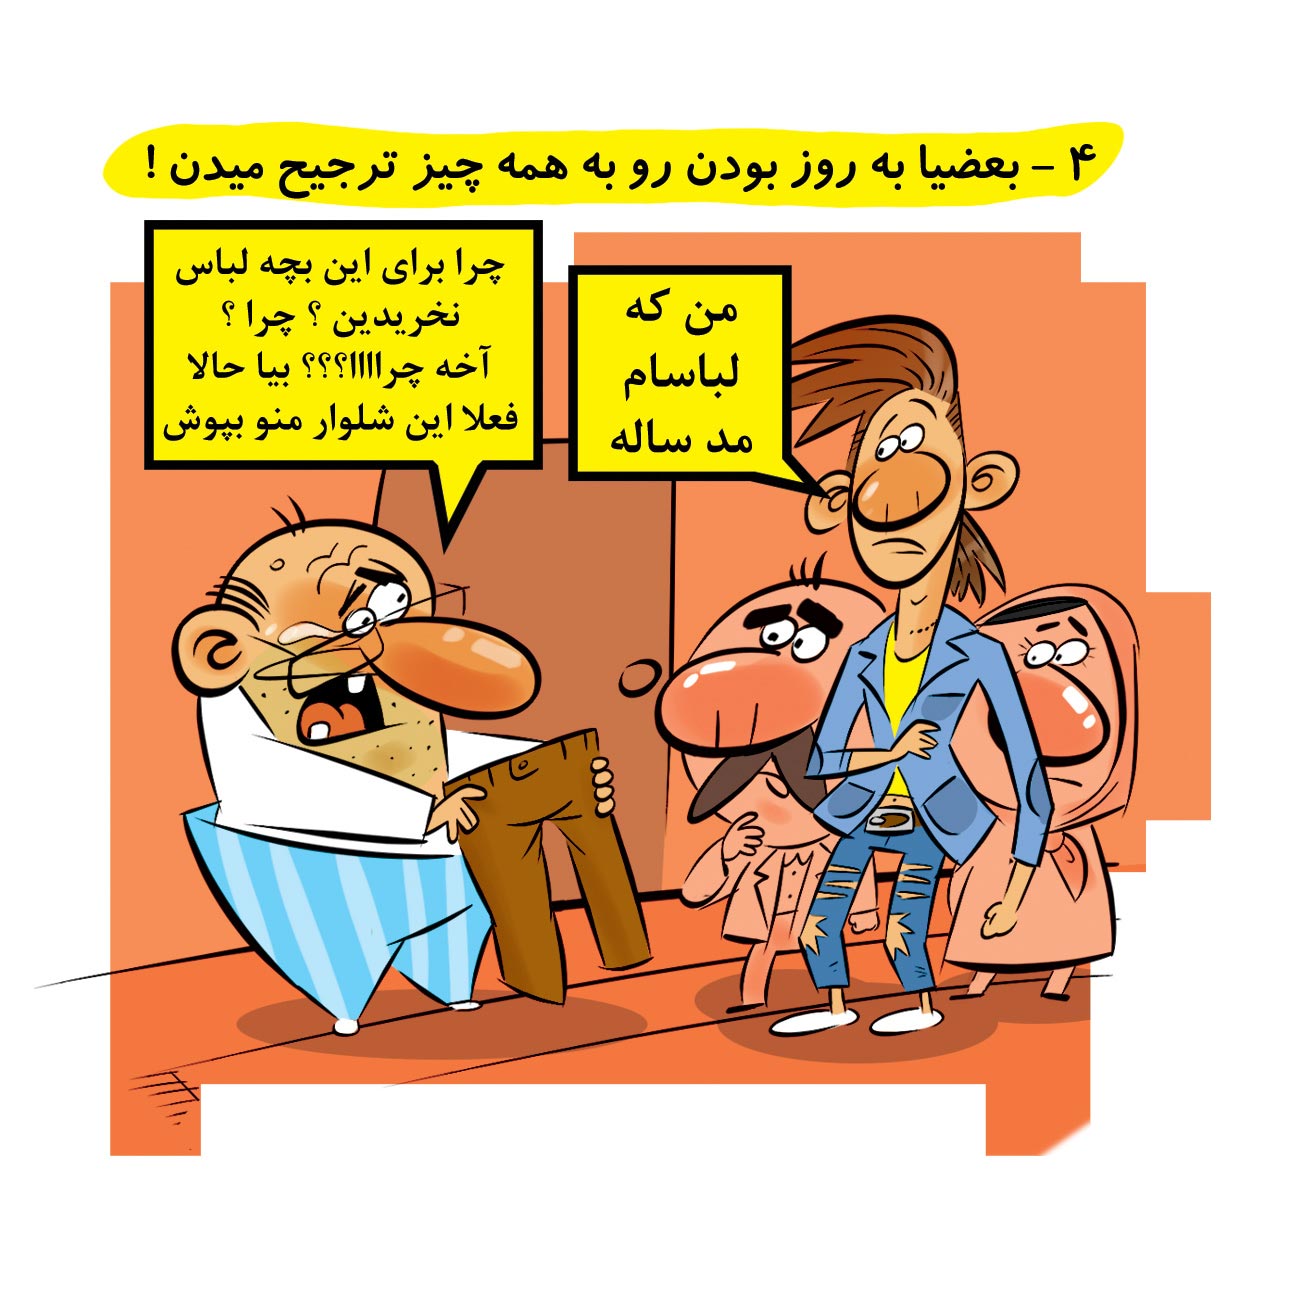 ۴ - بعضیا به روز بودن رو به همه چیز ترجیح میدن !
من که
لباسام
مد ساله
چرا برای این بچه لباس
نخریدین ؟ چرا ؟
آخه چراااا؟؟؟ بیا حالا
فعلا این شلوار منو بپوش